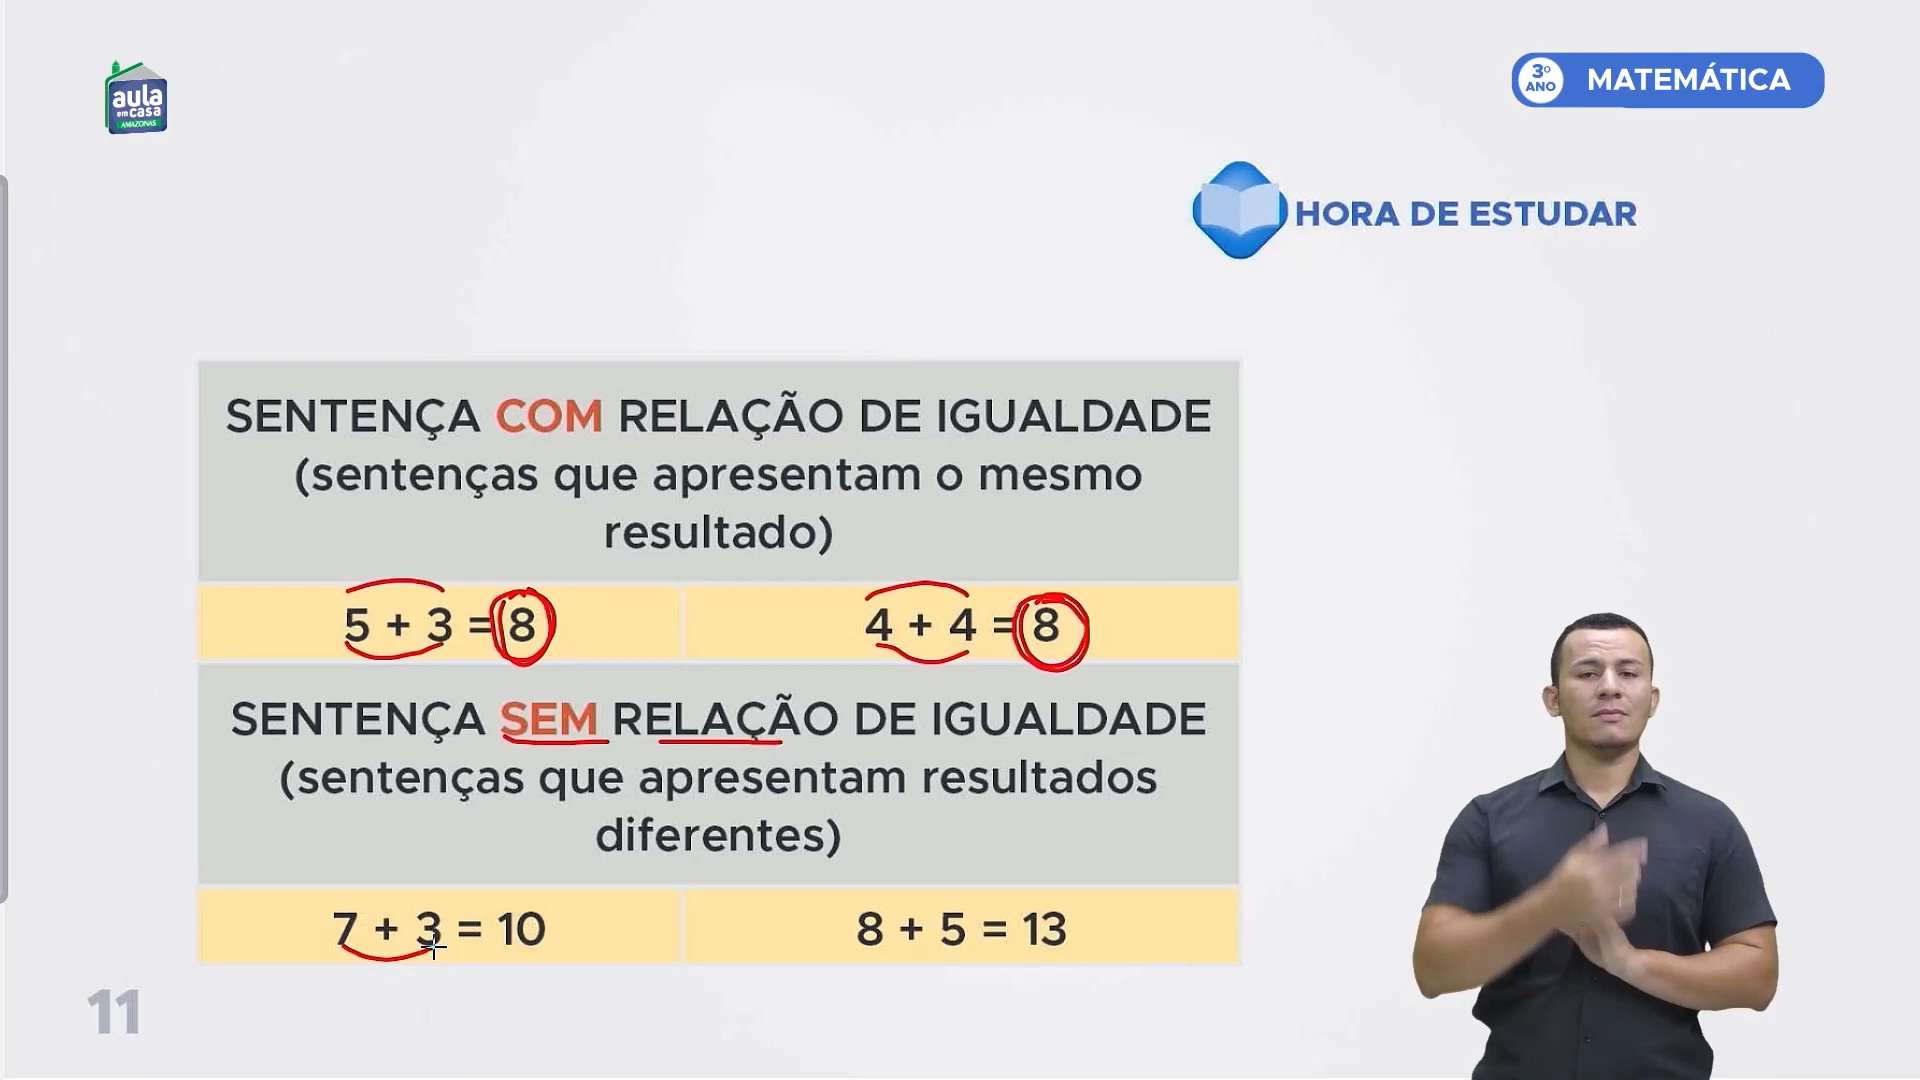 aula
em casa
AMAZONAS
3º
ANO
MATEMÁTICA
HORA DE ESTUDAR
SENTENÇA COM RELAÇÃO DE IGUALDADE
(sentenças que apresentam o mesmo
resultado)
5 + 3 = 8
4 + 4 = 8
SENTENÇA SEM RELAÇÃO DE IGUALDADE
(sentenças que apresentam resultados
diferentes)
7 + 3 = 10
8 + 5 = 13
11